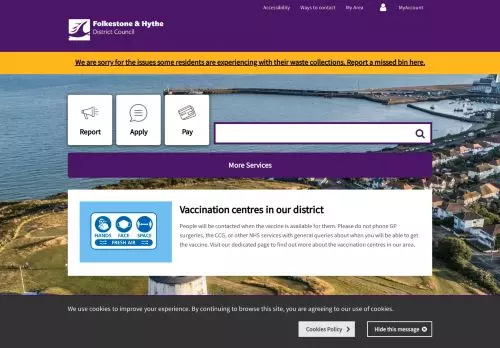 Accessibility Ways to contact My Area MyAccount
Folkestone & Hythe
District Council
We are sorry for the issues some residents are experiencing with their waste collections. Report a missed bin here.
Report Apply Pay
More Services
Vaccination centres in our district
People will be contacted when the vaccine is available for them. Please do not phone GP
surgeries, the CCG, or other NHS services with general queries about when you will be able to get
the vaccine. Visit our dedicated page to find out more about the vaccination centres in our area.
HANDS FACE SPACE
FRESH AIR
We use cookies to improve your experience. By continuing to browse this site, you are agreeing to our use of cookies.
Cookies Policy Hide this message